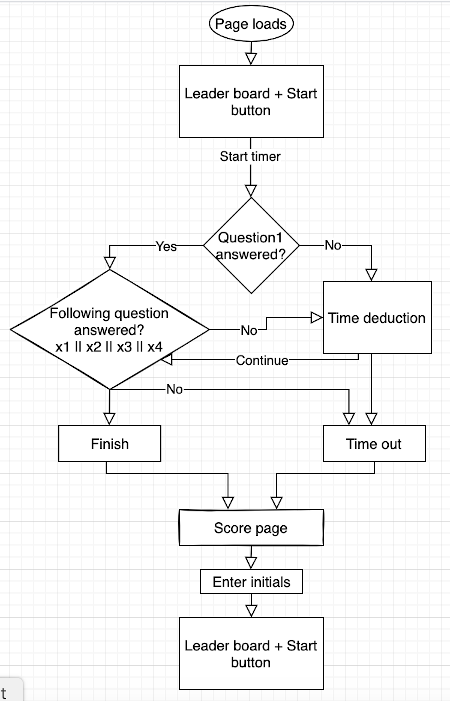 Page loads
Leader board + Start
button
Start timer
Question1
answered?
Yes
No
Following question
answered?
x1 || x2 || x3 || x4
No
Time deduction
Continue
No
Finish
Time out
Score page
Enter initials
Leader board + Start
button
t